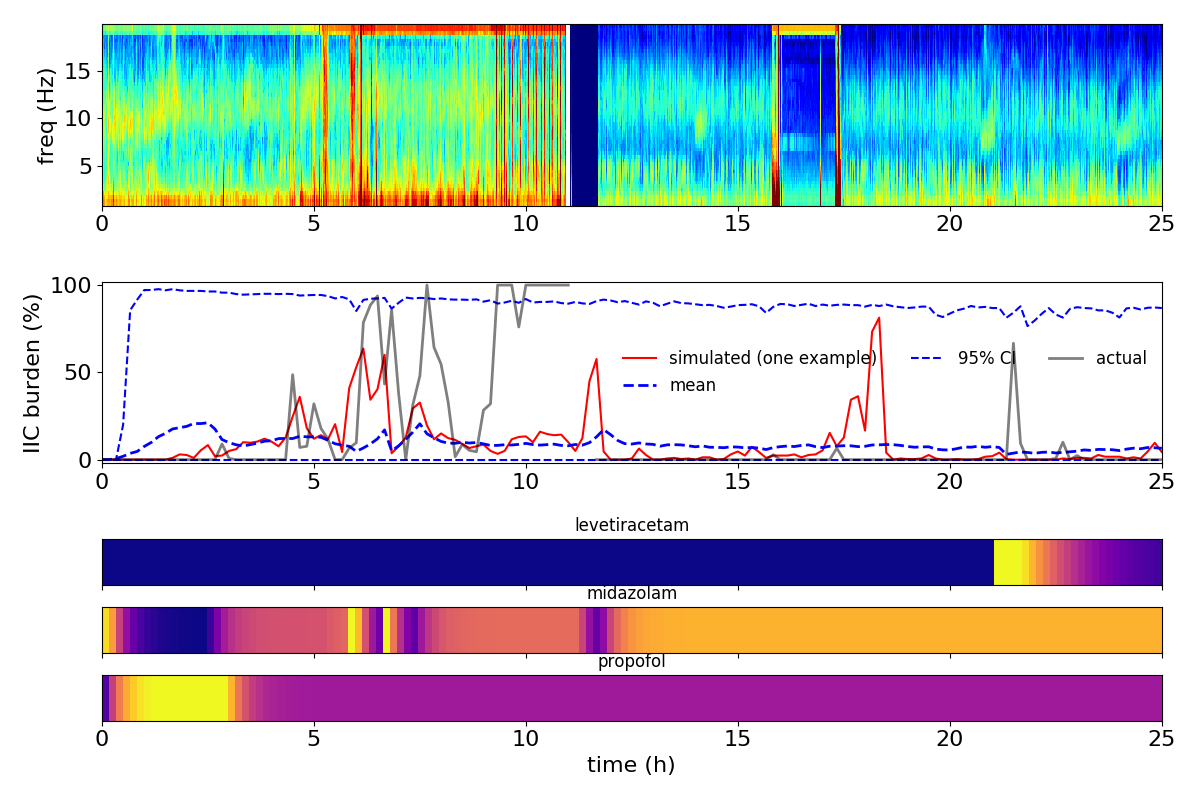 freq (Hz)
15
10
5
0 5 10 15 20 25
IIC burden (%)
100
50
0
simulated (one example) 95% CI actual
mean
0 5 10 15 20 25
levetiracetam
midazolam
propofol
0 5 10 15 20 25
time (h)